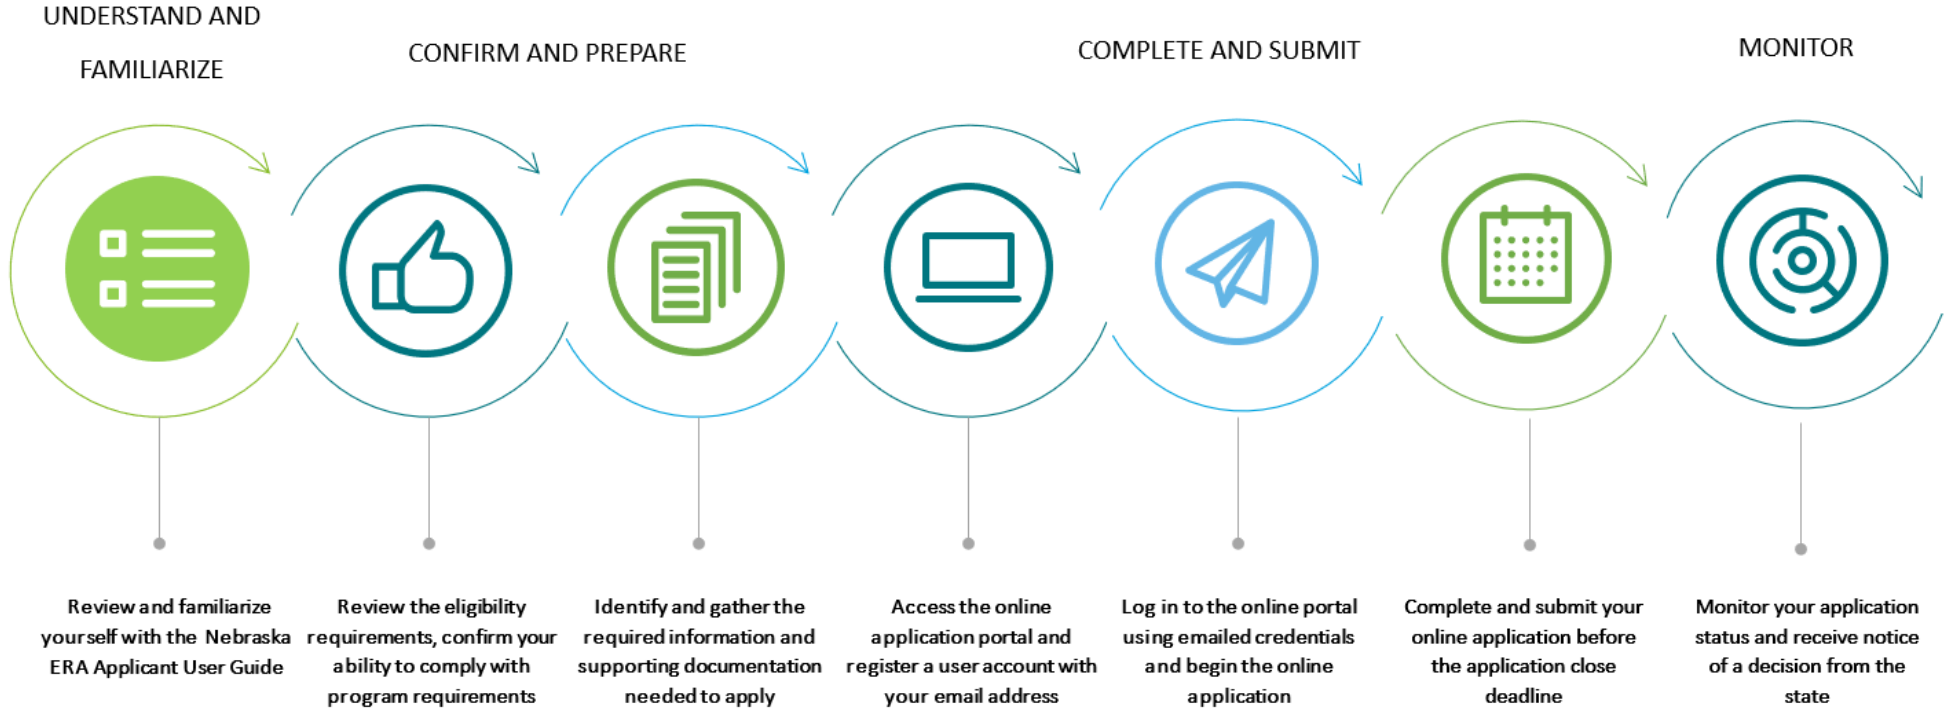 UNDERSTAND AND
FAMILIARIZE
CONFIRM AND PREPARE
COMPLETE AND SUBMIT
MONITOR
Review and familiarize
yourself with the Nebraska
ERA Applicant User Guide
Review the eligibility
requirements, confirm your
ability to comply with
program requirements
Identify and gather the
required information and
supporting documentation
needed to apply
Access the online
application portal and
register a user account with
your email address
Log in to the online portal
using emailed credentials
and begin the online
application
Complete and submit your
online application before
the application close
deadline
Monitor your application
status and receive notice
of a decision from the
state